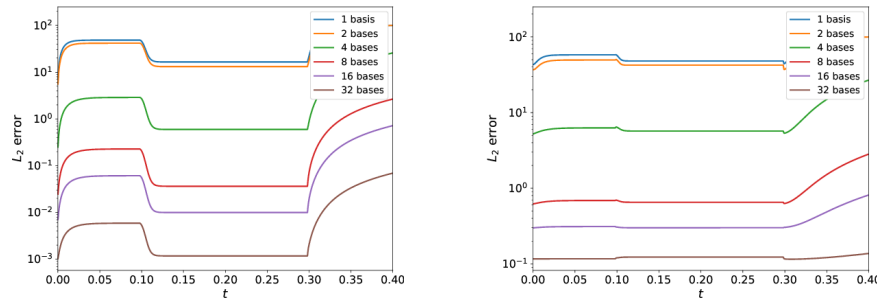 10²
10¹
10⁰
10⁻¹
10⁻²
10⁻³
L₂ error
0.00 0.05 0.10 0.15 0.20 0.25 0.30 0.35 0.40
t
1 basis
2 bases
4 bases
8 bases
16 bases
32 bases
10²
10¹
10⁰
10⁻¹
L₂ error
0.00 0.05 0.10 0.15 0.20 0.25 0.30 0.35 0.40
t
1 basis
2 bases
4 bases
8 bases
16 bases
32 bases